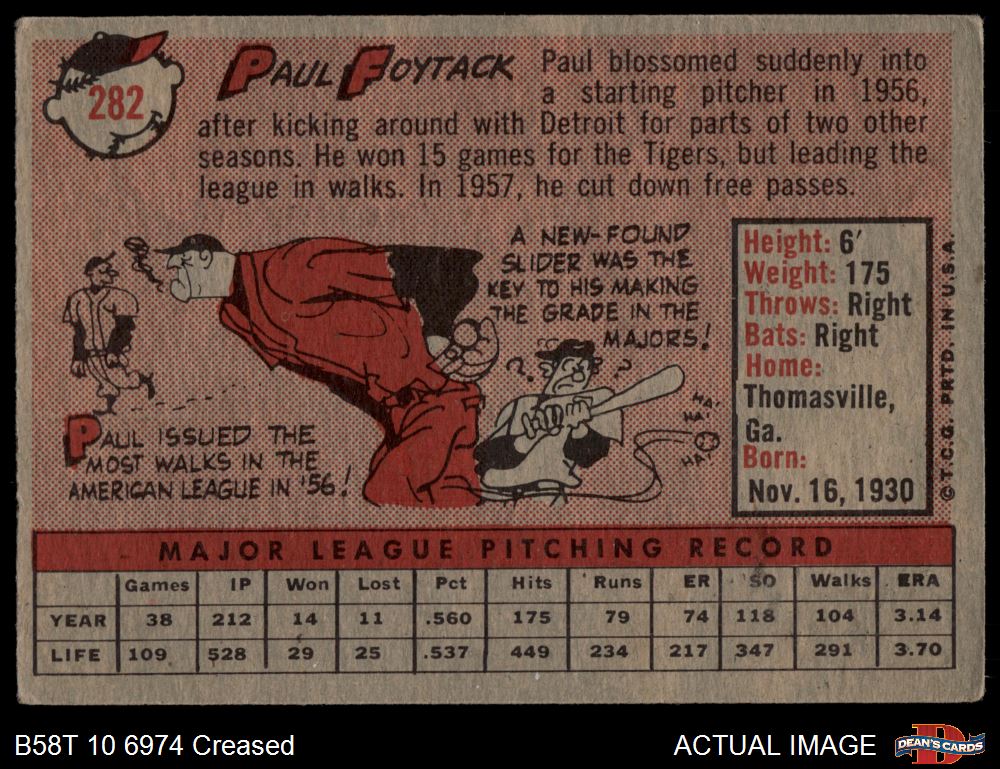 282
PAUL FOYTACK
Paul blossomed suddenly into
a starting pitcher in 1956,
after kicking around with Detroit for parts of two other
seasons. He won 15 games for the Tigers, but leading the
league in walks. In 1957, he cut down free passes.
A NEW-FOUND
SLIDER WAS THE
KEY TO HIS MAKING
THE GRADE IN THE
MAJORS!
? ?
HA
HA
HA
PAUL ISSUED THE
MOST WALKS IN THE
AMERICAN LEAGUE IN '56!
Height: 6'
Weight: 175
Throws: Right
Bats: Right
Home:
Thomasville,
Ga.
Born:
Nov. 16, 1930
© T.C.G. PRTD. IN U.S.A.
MAJOR LEAGUE PITCHING RECORD
Games IP Won Lost Pct Hits Runs ER SO Walks ERA
YEAR 38 212 14 11 .560 175 79 74 118 104 3.14
LIFE 109 528 29 25 .537 449 234 217 347 291 3.70
B58T 10 6974 Creased
ACTUAL IMAGE
D
DEAN'S CARDS